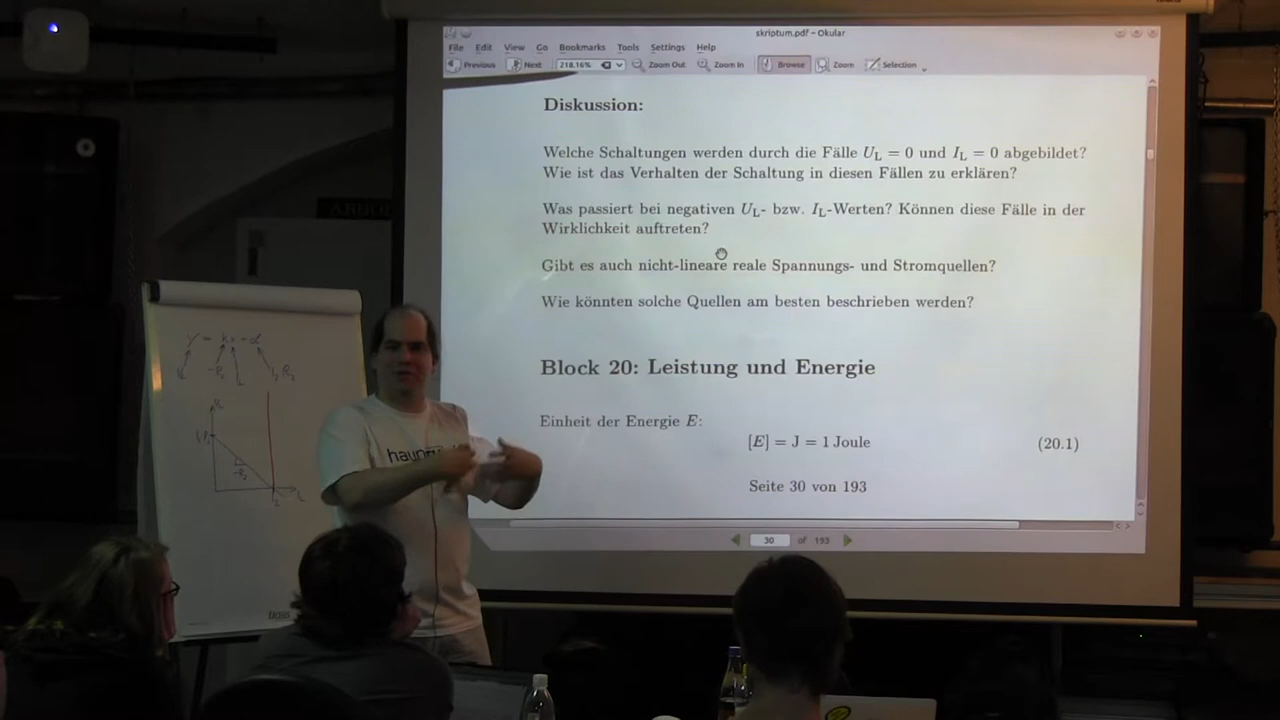 skriptum.pdf – Okular
File Edit View Go Bookmarks Tools Settings Help
Previous Next 218.16% Zoom Out Zoom In Browse Zoom Selection
Diskussion:
Welche Schaltungen werden durch die Fälle U_L = 0 und I_L = 0 abgebildet?
Wie ist das Verhalten der Schaltung in diesen Fällen zu erklären?
Was passiert bei negativen U_L- bzw. I_L-Werten? Können diese Fälle in der
Wirklichkeit auftreten?
Gibt es auch nicht-lineare reale Spannungs- und Stromquellen?
Wie könnten solche Quellen am besten beschrieben werden?
Block 20: Leistung und Energie
Einheit der Energie E:
[E] = J = 1 Joule (20.1)
Seite 30 von 193
30 of 193